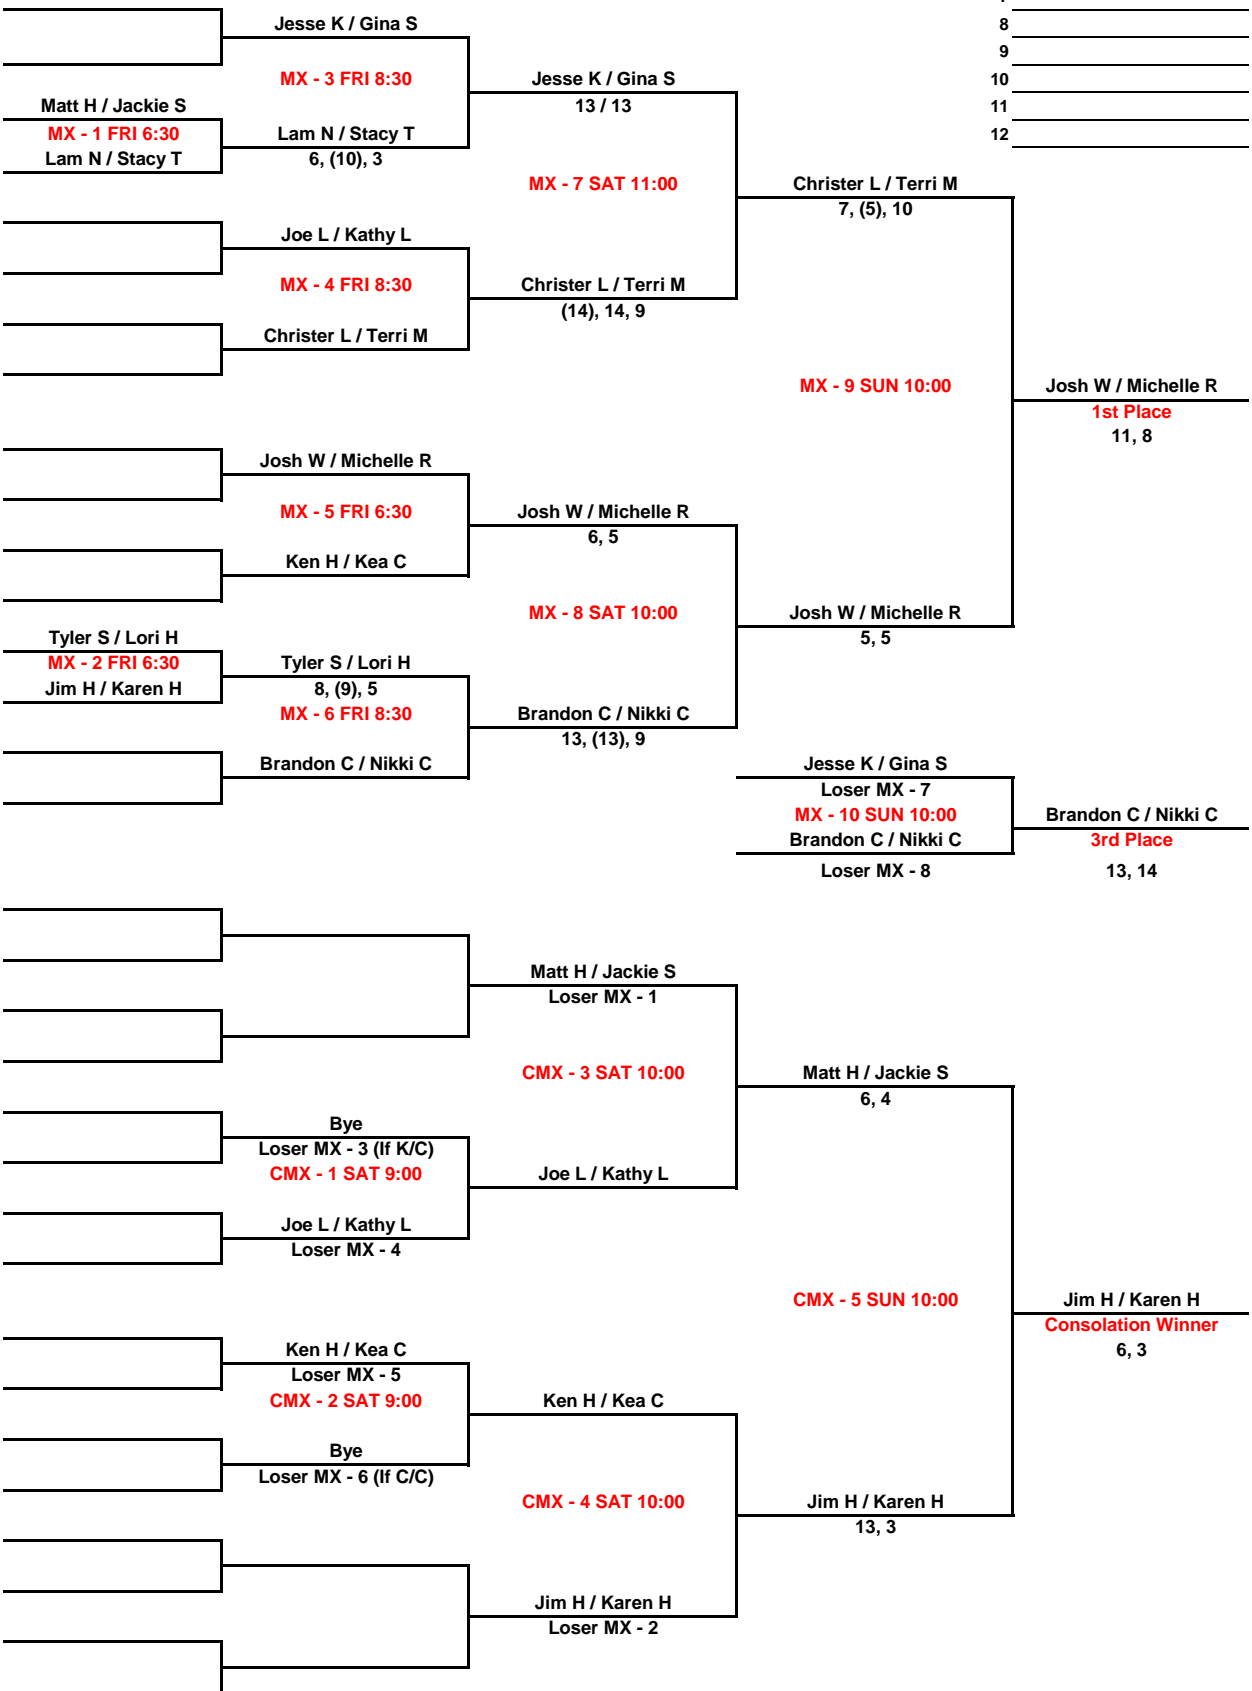 8
Jesse K / Gina S
9
MX - 3 FRI 8:30
Jesse K / Gina S
10
Matt H / Jackie S
13 / 13
11
MX - 1 FRI 6:30
Lam N / Stacy T
12
Lam N / Stacy T
6, (10), 3
MX - 7 SAT 11:00
Christer L / Terri M
7, (5), 10
Joe L / Kathy L
MX - 4 FRI 8:30
Christer L / Terri M
(14), 14, 9
Christer L / Terri M
MX - 9 SUN 10:00
Josh W / Michelle R
1st Place
11, 8
Josh W / Michelle R
MX - 5 FRI 6:30
Josh W / Michelle R
6, 5
Ken H / Kea C
MX - 8 SAT 10:00
Josh W / Michelle R
5, 5
Tyler S / Lori H
MX - 2 FRI 6:30
Tyler S / Lori H
Jim H / Karen H
8, (9), 5
MX - 6 FRI 8:30
Brandon C / Nikki C
13, (13), 9
Brandon C / Nikki C
Jesse K / Gina S
Loser MX - 7
MX - 10 SUN 10:00
Brandon C / Nikki C
Brandon C / Nikki C
3rd Place
Loser MX - 8
13, 14
Matt H / Jackie S
Loser MX - 1
CMX - 3 SAT 10:00
Matt H / Jackie S
6, 4
Bye
Loser MX - 3 (If K/C)
CMX - 1 SAT 9:00
Joe L / Kathy L
Joe L / Kathy L
Loser MX - 4
CMX - 5 SUN 10:00
Jim H / Karen H
Consolation Winner
6, 3
Ken H / Kea C
Loser MX - 5
CMX - 2 SAT 9:00
Ken H / Kea C
Bye
Loser MX - 6 (If C/C)
CMX - 4 SAT 10:00
Jim H / Karen H
13, 3
Jim H / Karen H
Loser MX - 2